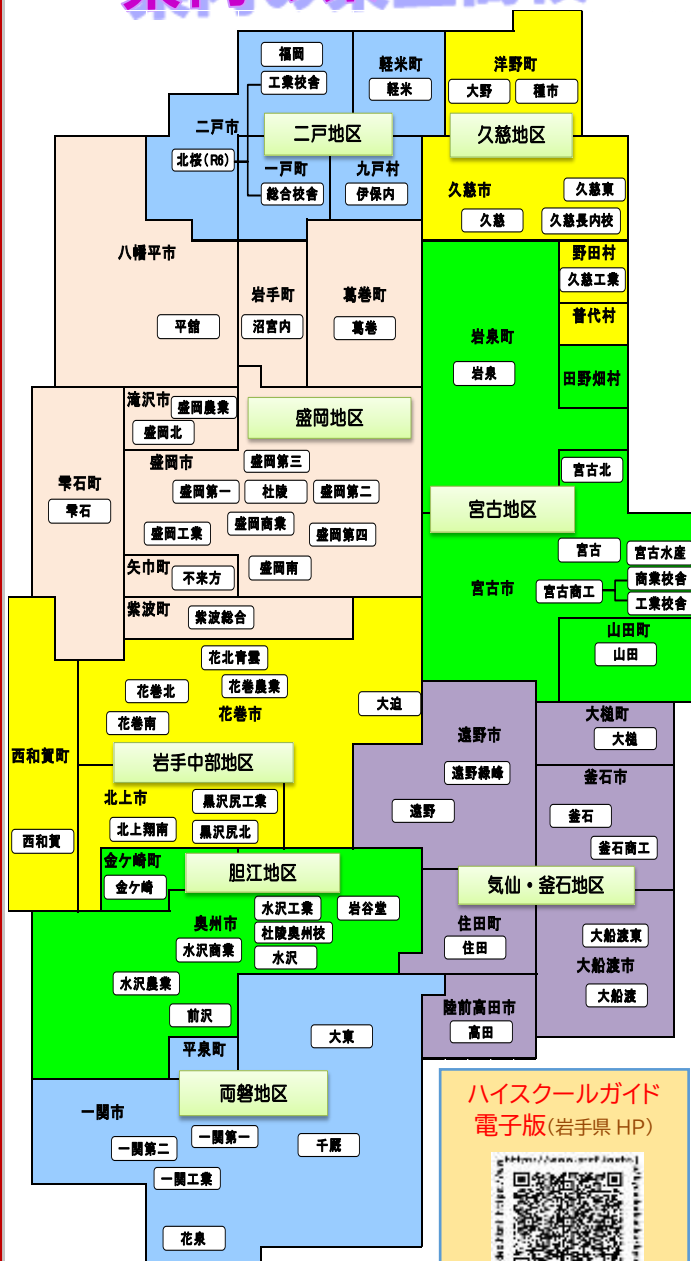 福岡
工業校舎
軽米町
軽米
洋野町
大野
種市
二戸市
二戸地区
久慈地区
北桜(R6)
一戸町
総合校舎
九戸村
伊保内
久慈市
久慈東
久慈
久慈長内校
八幡平市
平舘
岩手町
沼宮内
葛巻町
葛巻
野田村
久慈工業
普代村
岩泉町
岩泉
田野畑村
滝沢市
盛岡農業
盛岡北
盛岡地区
盛岡市
盛岡第三
盛岡第一
杜陵
盛岡第二
盛岡工業
盛岡商業
盛岡第四
雫石町
雫石
宮古北
宮古地区
矢巾町
不来方
盛岡南
宮古
宮古水産
宮古市
宮古商工
商業校舎
工業校舎
紫波町
紫波総合
山田町
山田
花北青雲
花巻北
花巻農業
花巻南
花巻市
大迫
西和賀町
西和賀
岩手中部地区
遠野市
遠野緑峰
遠野
大槌町
大槌
釜石市
釜石
釜石商工
北上市
黒沢尻工業
北上翔南
黒沢尻北
金ケ崎町
金ケ崎
胆江地区
気仙・釜石地区
奥州市
水沢工業
岩谷堂
杜陵奥州校
水沢商業
水沢
水沢農業
前沢
住田町
住田
大船渡東
大船渡市
大船渡
陸前高田市
高田
平泉町
大東
両磐地区
一関市
一関第二
一関第一
千厩
一関工業
花泉
ハイスクールガイド
電子版(岩手県 HP)